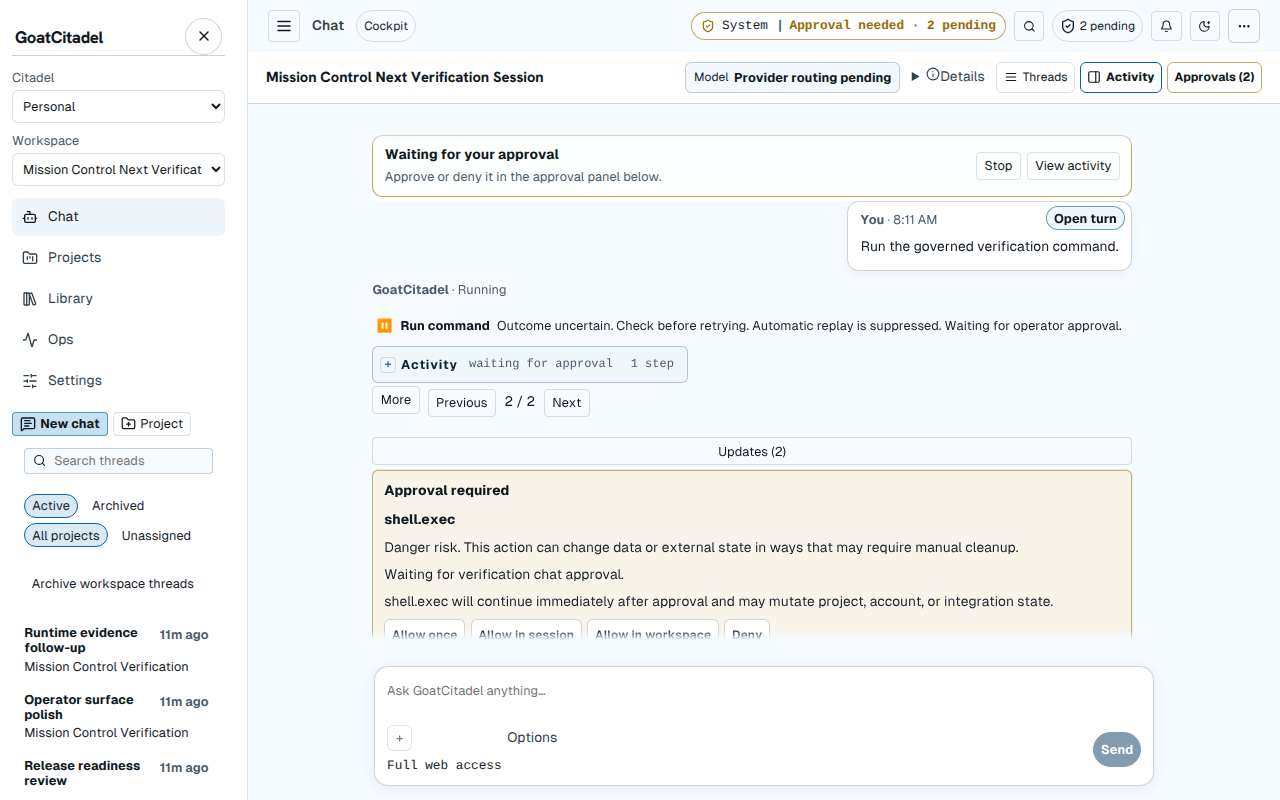 GoatCitadel
Citadel
Personal
Workspace
Mission Control Next Verificat
Chat
Projects
Library
Ops
Settings
New chat
Project
Search threads
Active
Archived
All projects
Unassigned
Archive workspace threads
Runtime evidence follow-up
11m ago
Mission Control Verification
Operator surface polish
11m ago
Mission Control Verification
Release readiness review
11m ago
Chat
Cockpit
System | Approval needed · 2 pending
2 pending
Mission Control Next Verification Session
Model Provider routing pending
Details
Threads
Activity
Approvals (2)
Waiting for your approval
Approve or deny it in the approval panel below.
Stop
View activity
You · 8:11 AM
Open turn
Run the governed verification command.
GoatCitadel · Running
Run command Outcome uncertain. Check before retrying. Automatic replay is suppressed. Waiting for operator approval.
+ Activity waiting for approval 1 step
More
Previous
2 / 2
Next
Updates (2)
Approval required
shell.exec
Danger risk. This action can change data or external state in ways that may require manual cleanup.
Waiting for verification chat approval.
shell.exec will continue immediately after approval and may mutate project, account, or integration state.
Allow once
Allow in session
Allow in workspace
Deny
Ask GoatCitadel anything…
+
Options
Full web access
Send